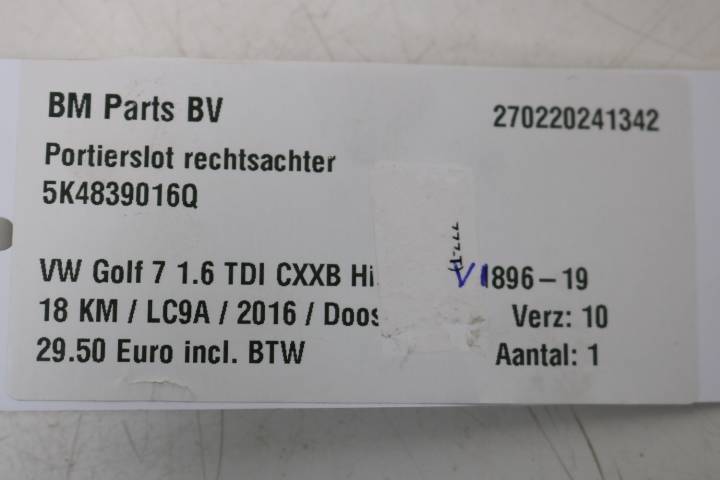 BM Parts BV 270220241342
Portierslot rechtsachter
5K4839016Q
VW Golf 7 1.6 TDI CXXB Hi V1896-19
18 KM / LC9A / 2016 / Doos Verz: 10
29.50 Euro incl. BTW Aantal: 1